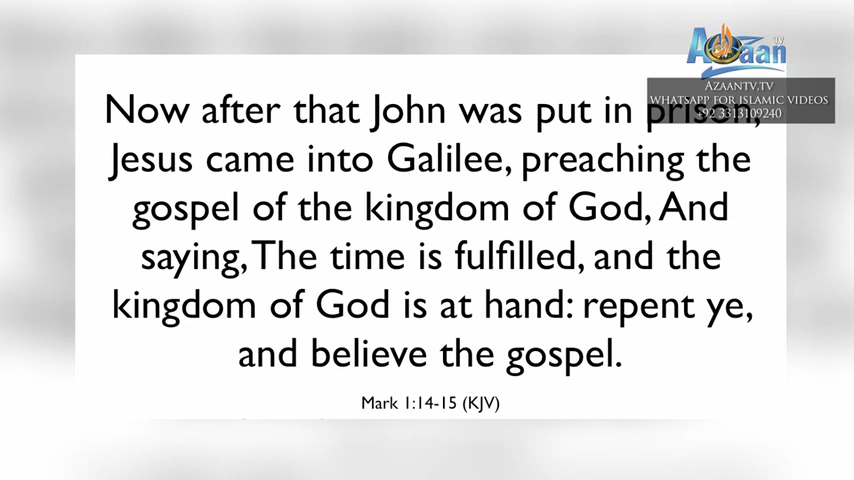 Azaan
TV
AZAANTV.TV
WHATSAPP FOR ISLAMIC VIDEOS
+92 3313109240
Now after that John was put in prison,
Jesus came into Galilee, preaching the
gospel of the kingdom of God, And
saying, The time is fulfilled, and the
kingdom of God is at hand: repent ye,
and believe the gospel.
Mark 1:14-15 (KJV)